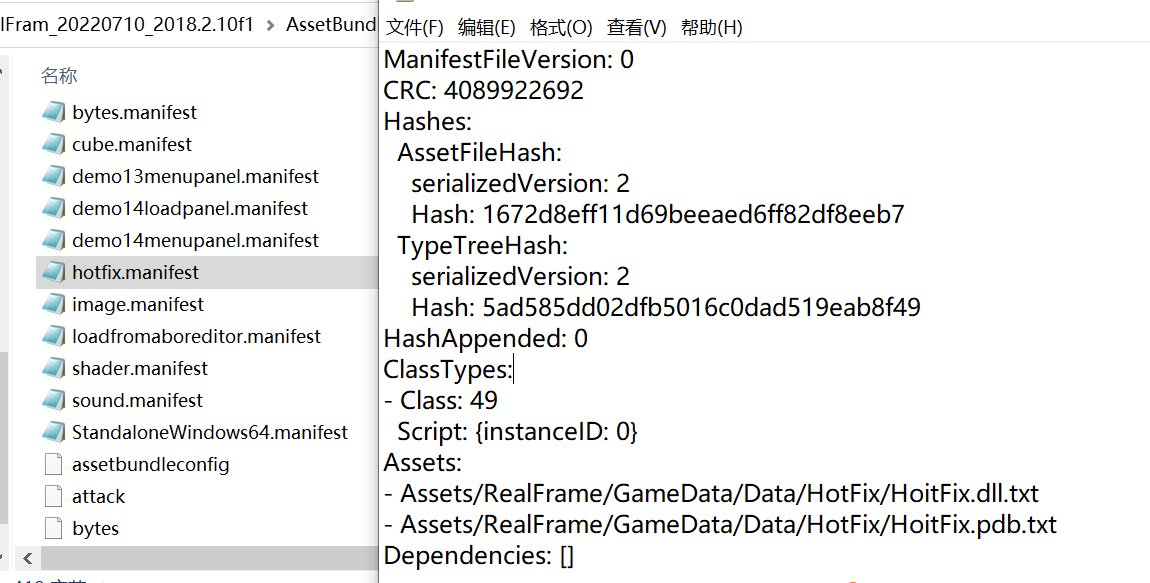 lFram_20220710_2018.2.10f1 > AssetBund
名称
bytes.manifest
cube.manifest
demo13menupanel.manifest
demo14loadpanel.manifest
demo14menupanel.manifest
hotfix.manifest
image.manifest
loadfromaboreditor.manifest
shader.manifest
sound.manifest
StandaloneWindows64.manifest
assetbundleconfig
attack
bytes
文件(F) 编辑(E) 格式(O) 查看(V) 帮助(H)
ManifestFileVersion: 0
CRC: 4089922692
Hashes:
  AssetFileHash:
    serializedVersion: 2
    Hash: 1672d8eff11d69beeaed6ff82df8eeb7
  TypeTreeHash:
    serializedVersion: 2
    Hash: 5ad585dd02dfb5016c0dad519eab8f49
HashAppended: 0
ClassTypes:
- Class: 49
  Script: {instanceID: 0}
Assets:
- Assets/RealFrame/GameData/Data/HotFix/HoitFix.dll.txt
- Assets/RealFrame/GameData/Data/HotFix/HoitFix.pdb.txt
Dependencies: []